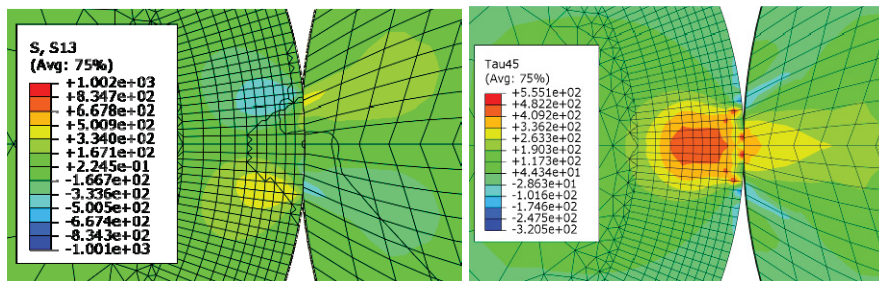 S, S13
(Avg: 75%)
+1.002e+03
+8.347e+02
+6.678e+02
+5.009e+02
+3.340e+02
+1.671e+02
+2.245e-01
-1.667e+02
-3.336e+02
-5.005e+02
-6.674e+02
-8.343e+02
-1.001e+03
Tau45
(Avg: 75%)
+5.551e+02
+4.822e+02
+4.092e+02
+3.362e+02
+2.633e+02
+1.903e+02
+1.173e+02
+4.434e+01
-2.863e+01
-1.016e+02
-1.746e+02
-2.475e+02
-3.205e+02